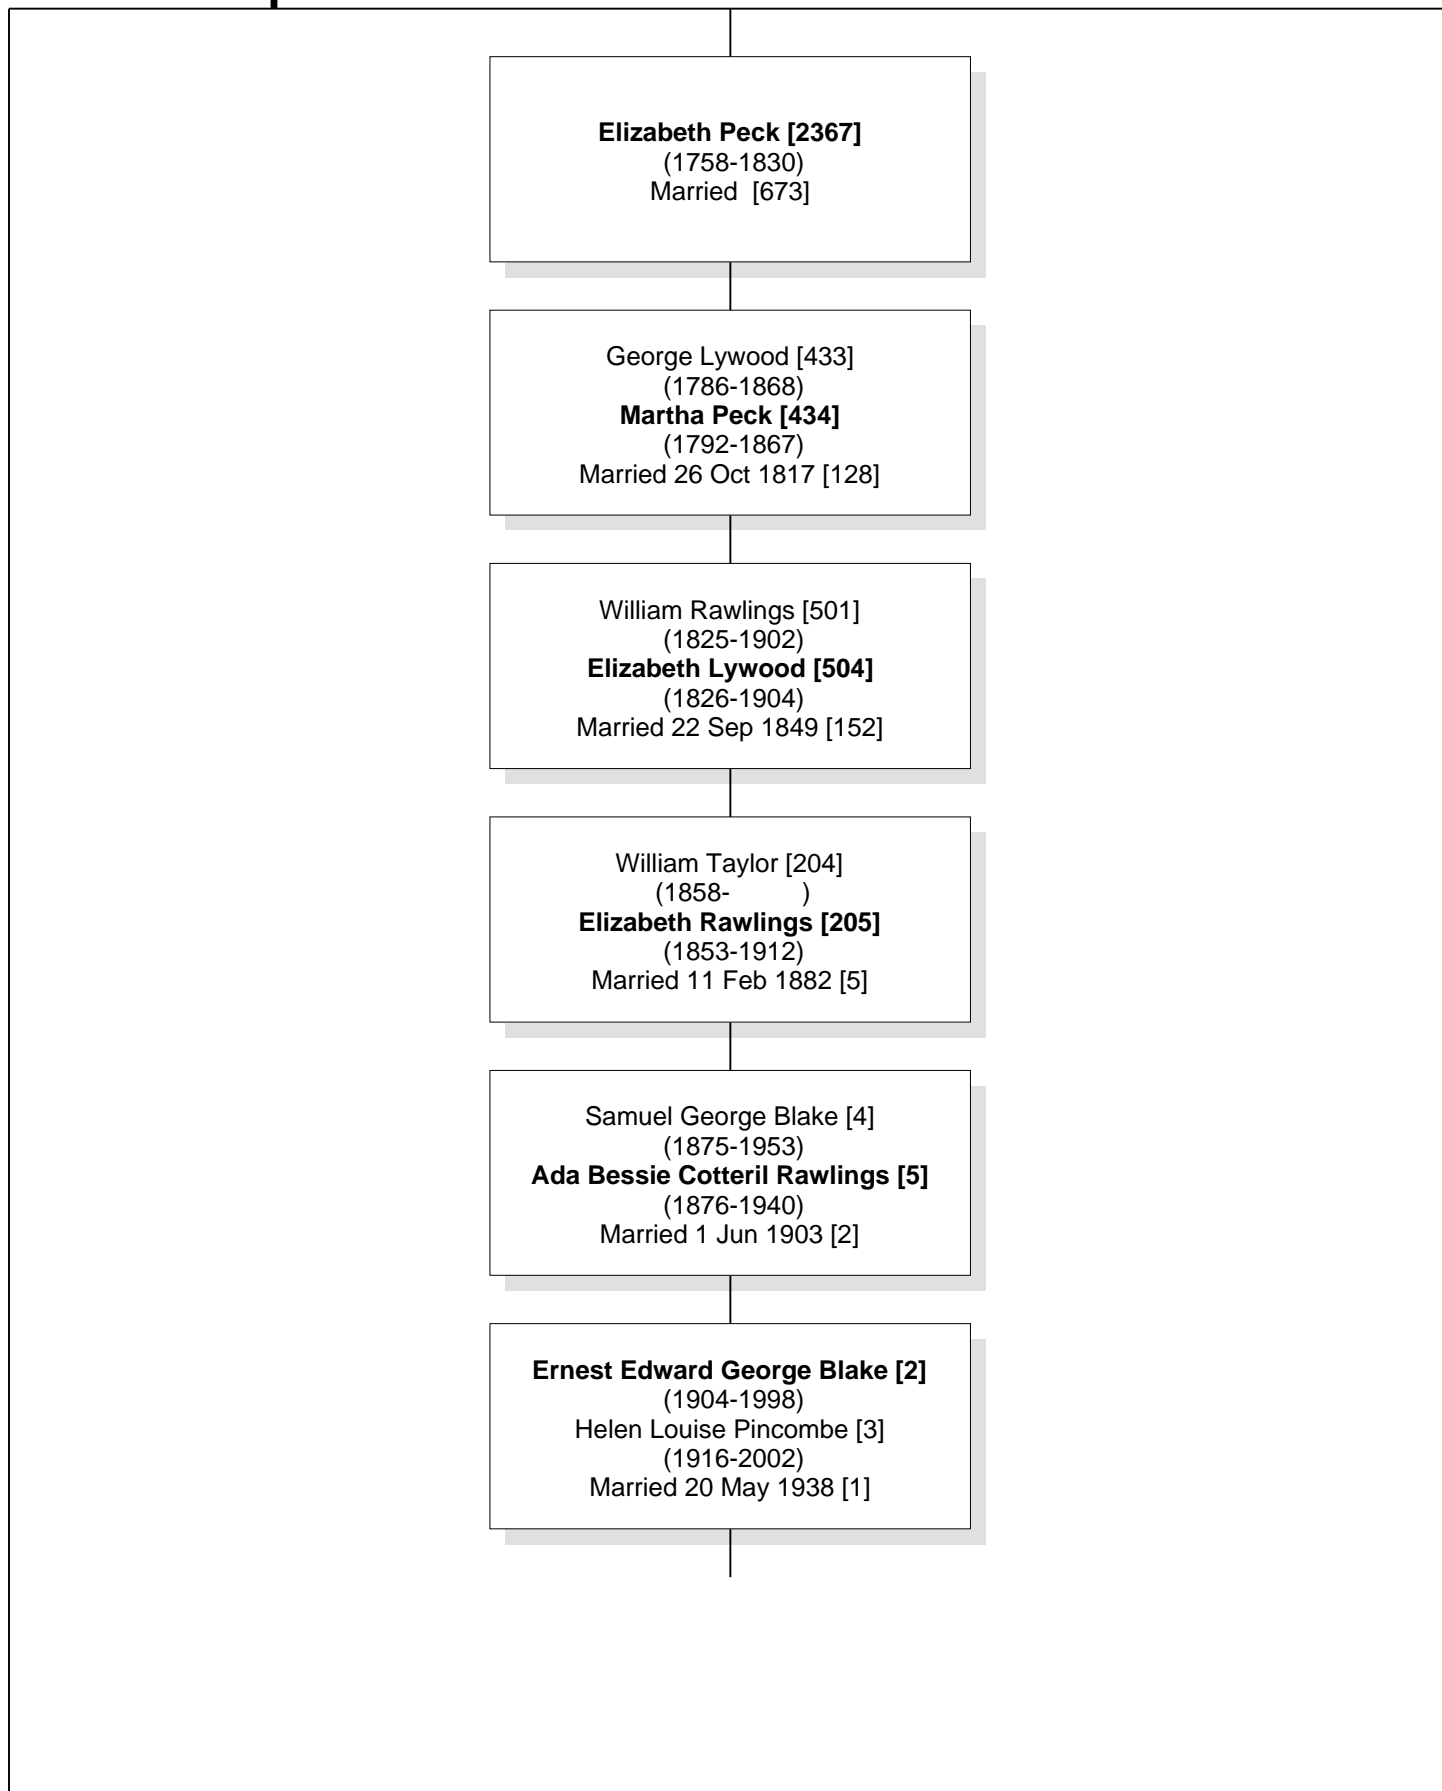 Elizabeth Peck [2367]
(1758-1830)
Married  [673]
George Lywood [433]
(1786-1868)
Martha Peck [434]
(1792-1867)
Married 26 Oct 1817 [128]
William Rawlings [501]
(1825-1902)
Elizabeth Lywood [504]
(1826-1904)
Married 22 Sep 1849 [152]
William Taylor [204]
(1858-          )
Elizabeth Rawlings [205]
(1853-1912)
Married 11 Feb 1882 [5]
Samuel George Blake [4]
(1875-1953)
Ada Bessie Cotteril Rawlings [5]
(1876-1940)
Married 1 Jun 1903 [2]
Ernest Edward George Blake [2]
(1904-1998)
Helen Louise Pincombe [3]
(1916-2002)
Married 20 May 1938 [1]